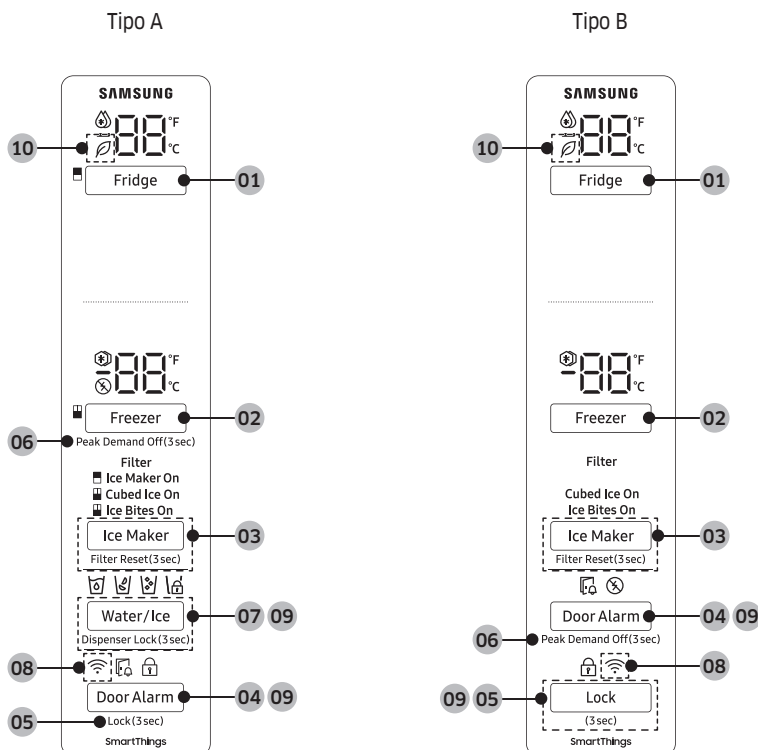 Tipo A
SAMSUNG
88 °F
10
°C
Fridge 01
-88 °F
°C
Freezer 02
06 Peak Demand Off(3 sec)
Filter
Ice Maker On
Cubed Ice On
Ice Bites On
Ice Maker 03
Filter Reset(3 sec)
Water/Ice 07 09
Dispenser Lock(3 sec)
08
Door Alarm 04 09
05 Lock(3 sec)
SmartThings
Tipo B
SAMSUNG
88 °F
10
°C
Fridge 01
-88 °F
°C
Freezer 02
Filter
Cubed Ice On
Ice Bites On
Ice Maker 03
Filter Reset(3 sec)
Door Alarm 04 09
06 Peak Demand Off(3 sec)
08
09 05 Lock
(3 sec)
SmartThings